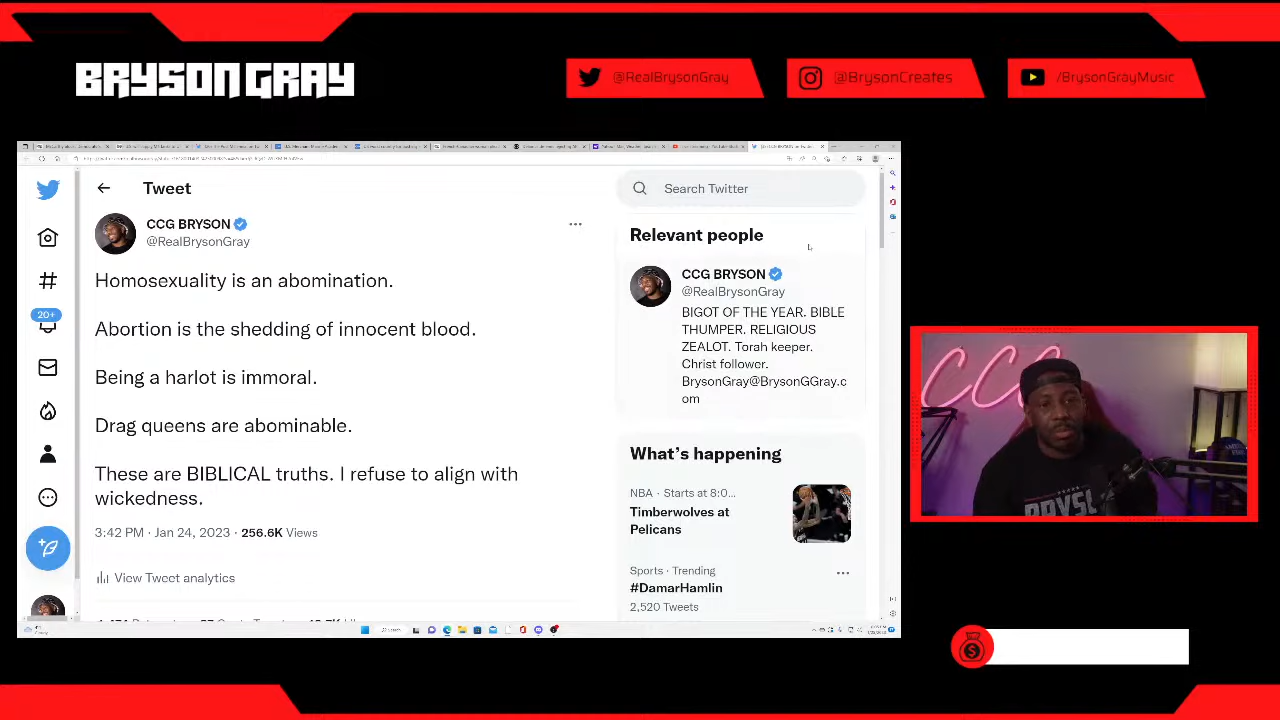 BRYSON GRAY
@RealBrysonGray
@BrysonCreates
/BrysonGrayMusic
Tweet
Search Twitter
CCG BRYSON
@RealBrysonGray
Homosexuality is an abomination.
Abortion is the shedding of innocent blood.
Being a harlot is immoral.
Drag queens are abominable.
These are BIBLICAL truths. I refuse to align with
wickedness.
3:42 PM · Jan 24, 2023 · 256.6K Views
View Tweet analytics
20+
Relevant people
CCG BRYSON
@RealBrysonGray
BIGOT OF THE YEAR. BIBLE
THUMPER. RELIGIOUS
ZEALOT. Torah keeper.
Christ follower.
BrysonGray@BrysonGGray.c
om
What's happening
NBA · Starts at 8:0...
Timberwolves at
Pelicans
Sports · Trending
#DamarHamlin
2,520 Tweets
CCG